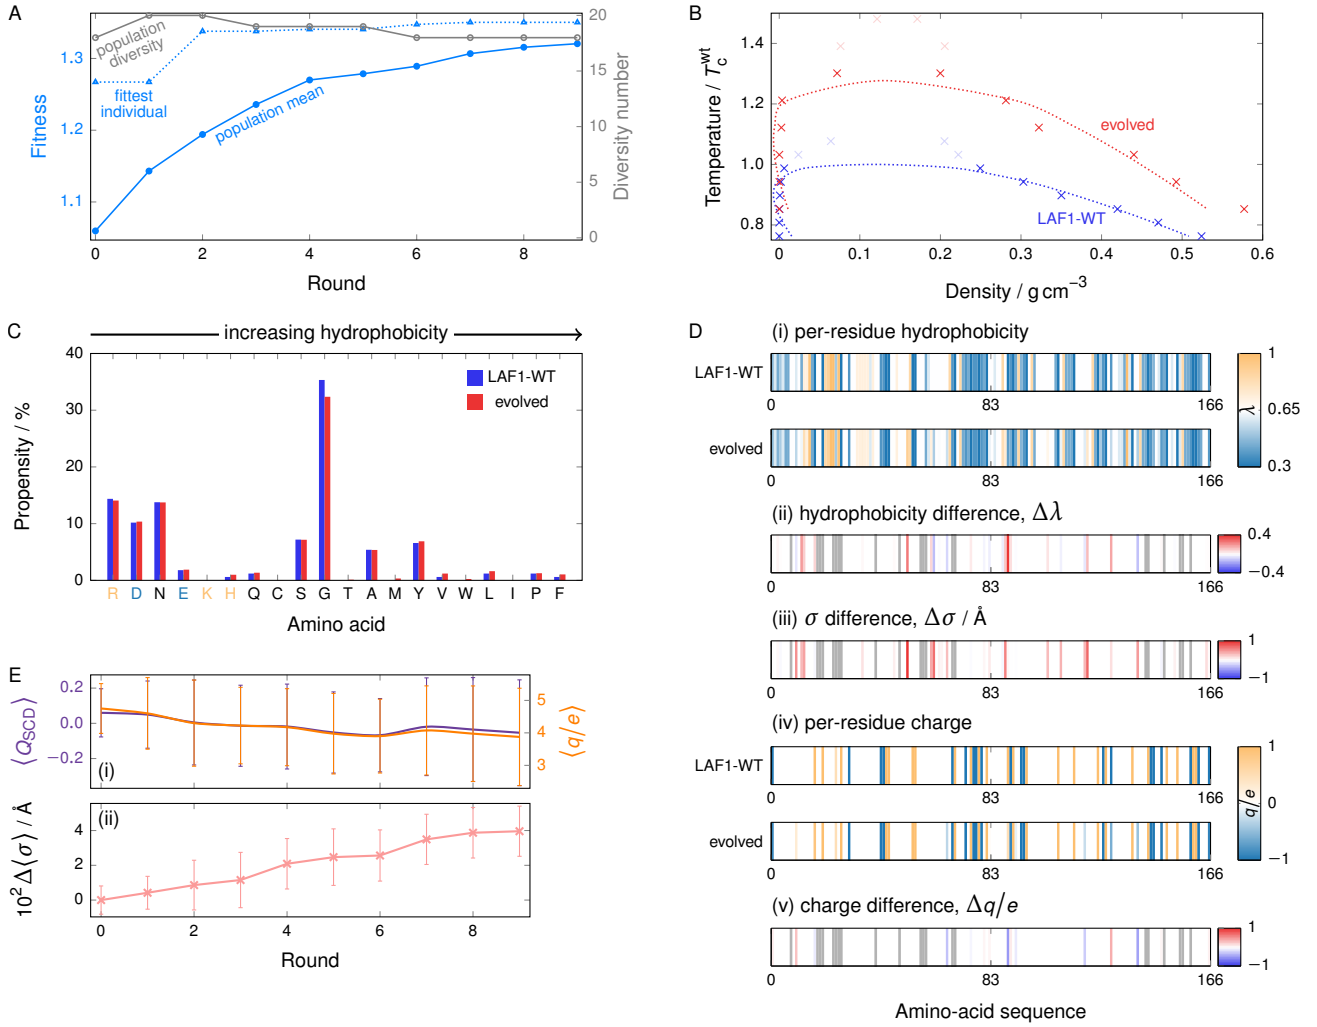 A
Fitness
1.3
1.2
1.1
population
diversity
fittest
individual
population mean
20
15
10
5
0
Diversity number
0 2 4 6 8
Round
B
Temperature / T_c^wt
1.4
1.2
1.0
0.8
evolved
LAF1-WT
0 0.1 0.2 0.3 0.4 0.5 0.6
Density / g cm⁻³
C
increasing hydrophobicity
Propensity / %
40
30
20
10
0
LAF1-WT
evolved
R D N E K H Q C S G T A M Y V W L I P F
Amino acid
D
(i) per-residue hydrophobicity
LAF1-WT
0 83 166
evolved
0 83 166
1
0.65
0.3
λ
(ii) hydrophobicity difference, Δλ
0.4
−0.4
0 83 166
(iii) σ difference, Δσ / Å
1
−1
0 83 166
(iv) per-residue charge
LAF1-WT
0 83 166
evolved
0 83 166
1
0
−1
q/e
(v) charge difference, Δq/e
1
−1
0 83 166
Amino-acid sequence
E
⟨Q_SCD⟩
0.2
0.0
−0.2
(i)
5
4
3
⟨q/e⟩
10² Δ⟨σ⟩ / Å
4
2
0
(ii)
0 2 4 6 8
Round